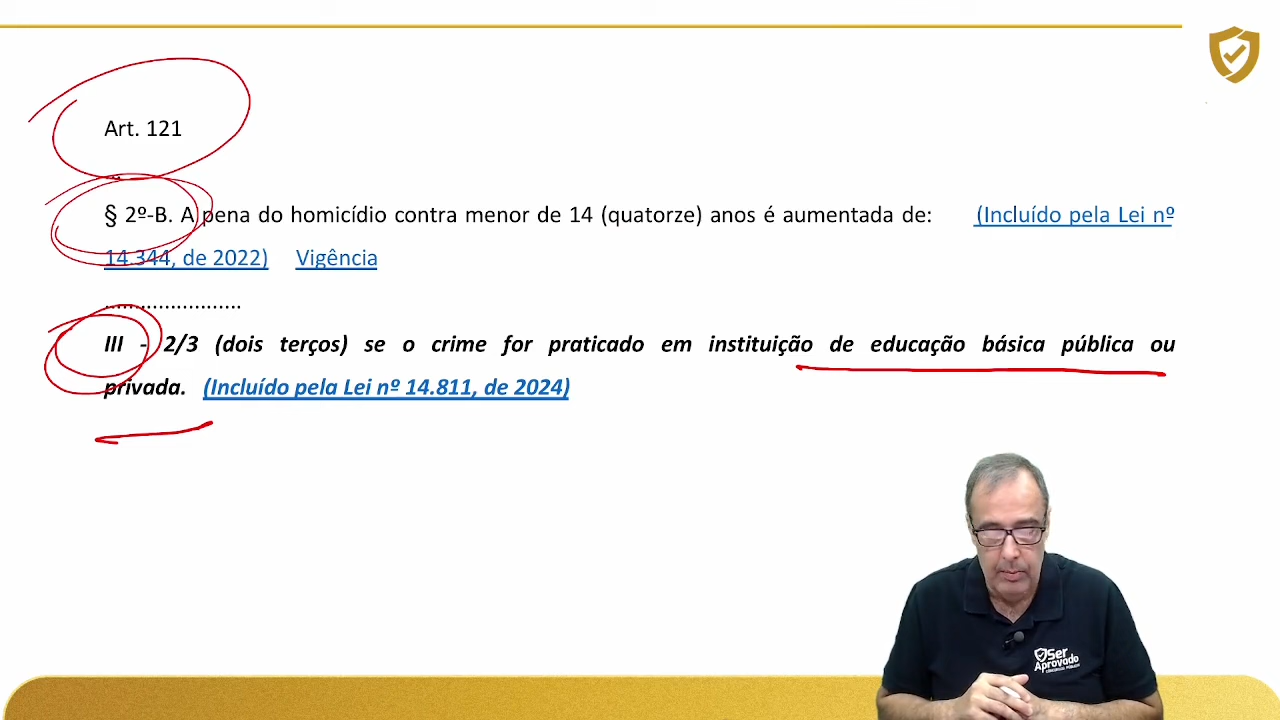 Art. 121
...
§ 2º-B. A pena do homicídio contra menor de 14 (quatorze) anos é aumentada de: (Incluído pela Lei nº
14.344, de 2022) Vigência
.......................
III - 2/3 (dois terços) se o crime for praticado em instituição de educação básica pública ou
privada. (Incluído pela Lei nº 14.811, de 2024)
Ser
Aprovado